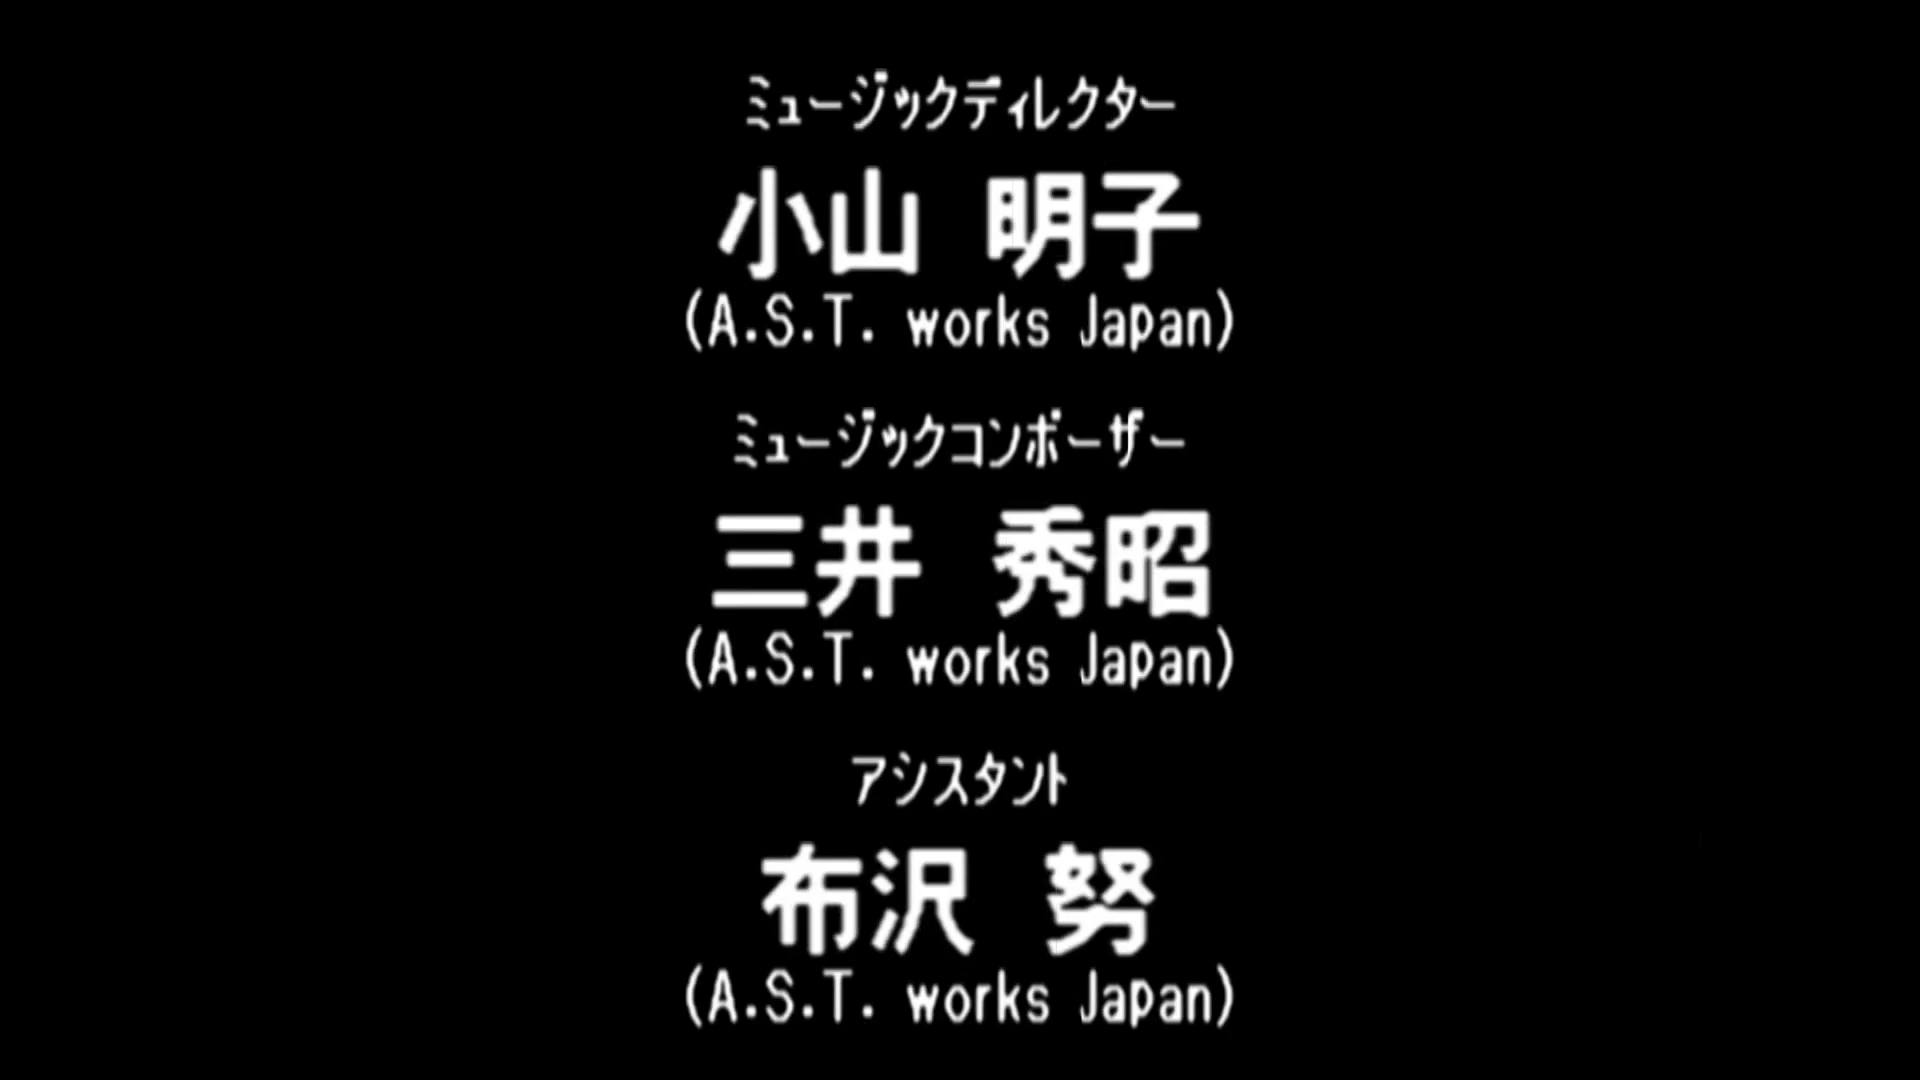 ミュージックディレクター
小山 明子
(A.S.T. works Japan)
ミュージックコンポーザー
三井 秀昭
(A.S.T. works Japan)
アシスタント
布沢 努
(A.S.T. works Japan)